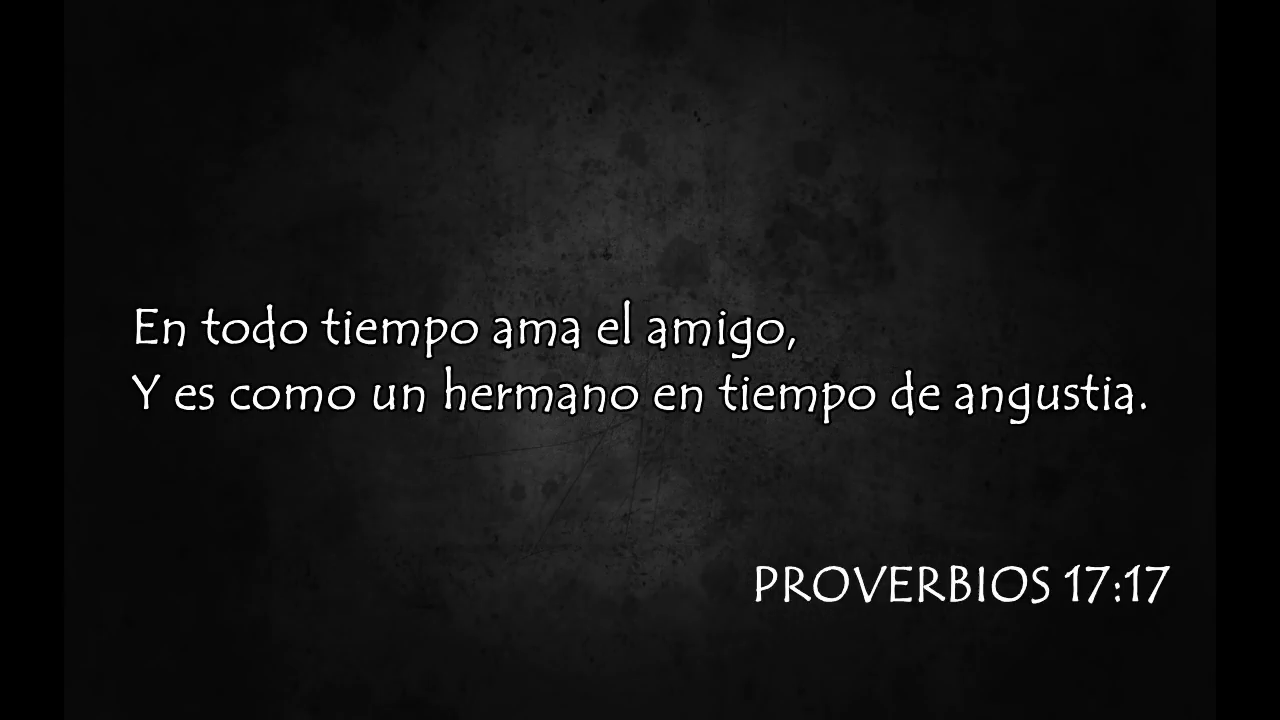 En todo tiempo ama el amigo,
Y es como un hermano en tiempo de angustia.
PROVERBIOS 17:17